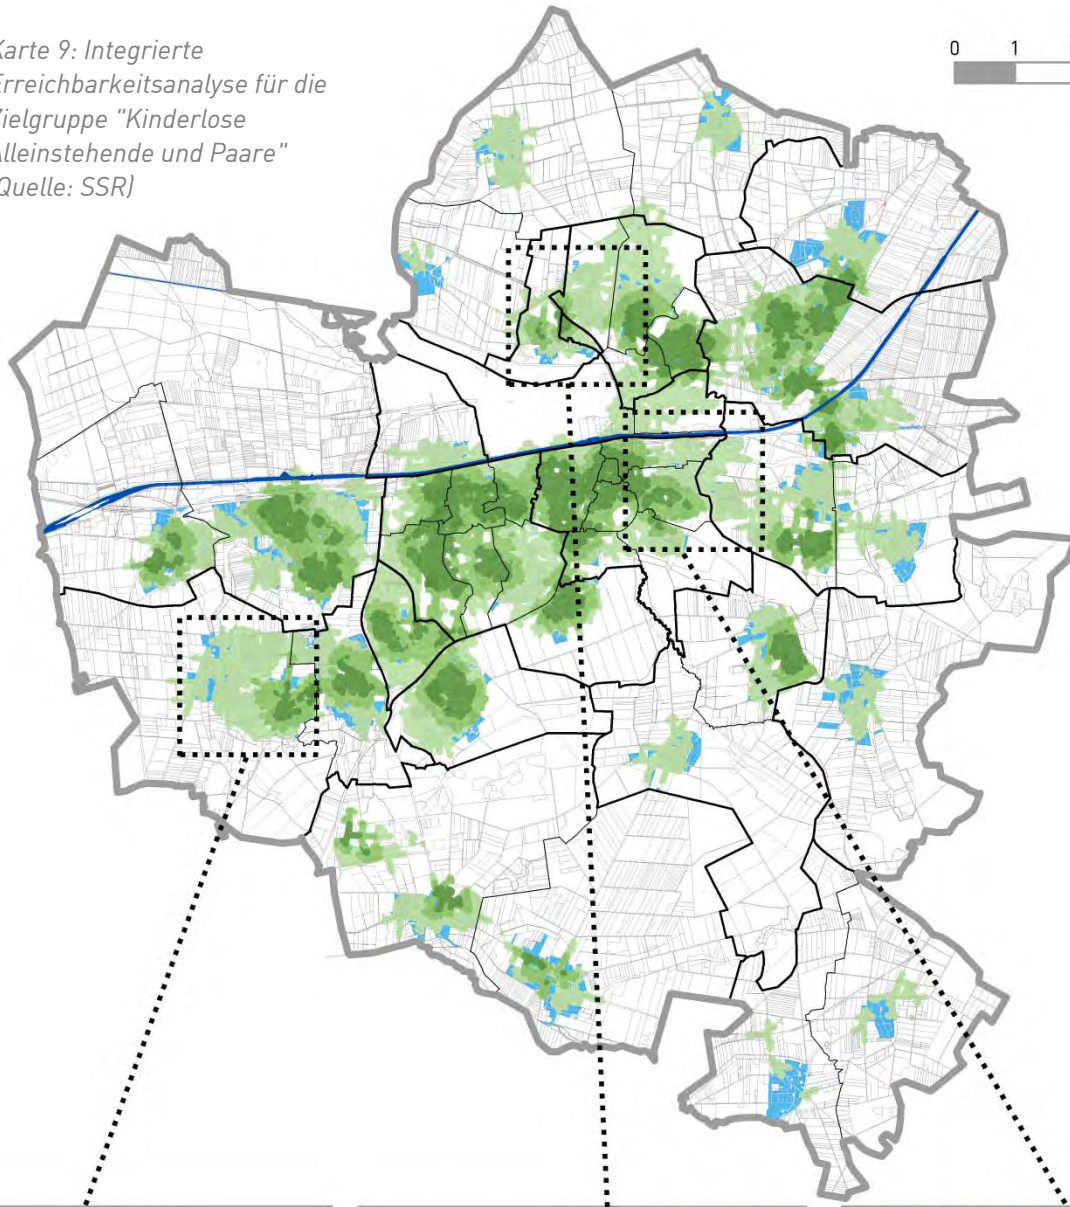 Karte 9: Integrierte
Erreichbarkeitsanalyse für die
Zielgruppe "Kinderlose
Alleinstehende und Paare"
(Quelle: SSR)
0 1